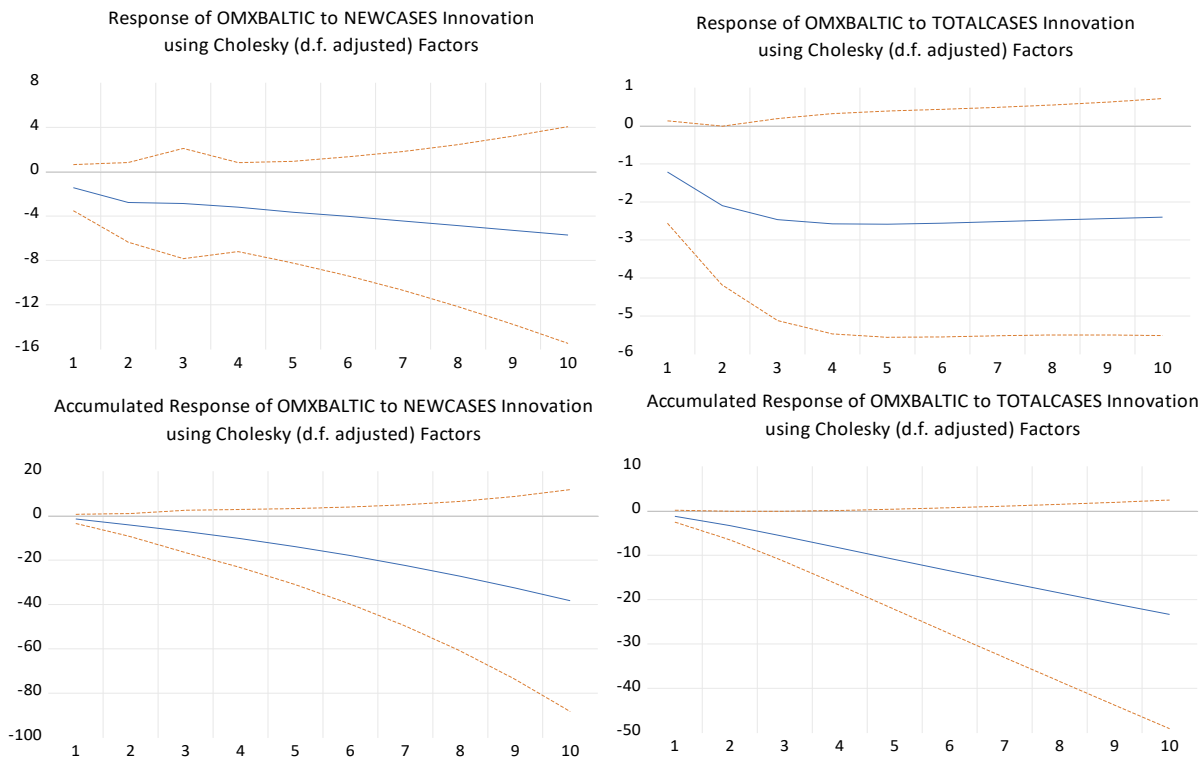 Response of OMXBALTIC to NEWCASES Innovation
using Cholesky (d.f. adjusted) Factors
8
4
0
-4
-8
-12
-16
1 2 3 4 5 6 7 8 9 10
Response of OMXBALTIC to TOTALCASES Innovation
using Cholesky (d.f. adjusted) Factors
1
0
-1
-2
-3
-4
-5
-6
1 2 3 4 5 6 7 8 9 10
Accumulated Response of OMXBALTIC to NEWCASES Innovation
using Cholesky (d.f. adjusted) Factors
20
0
-20
-40
-60
-80
-100
1 2 3 4 5 6 7 8 9 10
Accumulated Response of OMXBALTIC to TOTALCASES Innovation
using Cholesky (d.f. adjusted) Factors
10
0
-10
-20
-30
-40
-50
1 2 3 4 5 6 7 8 9 10